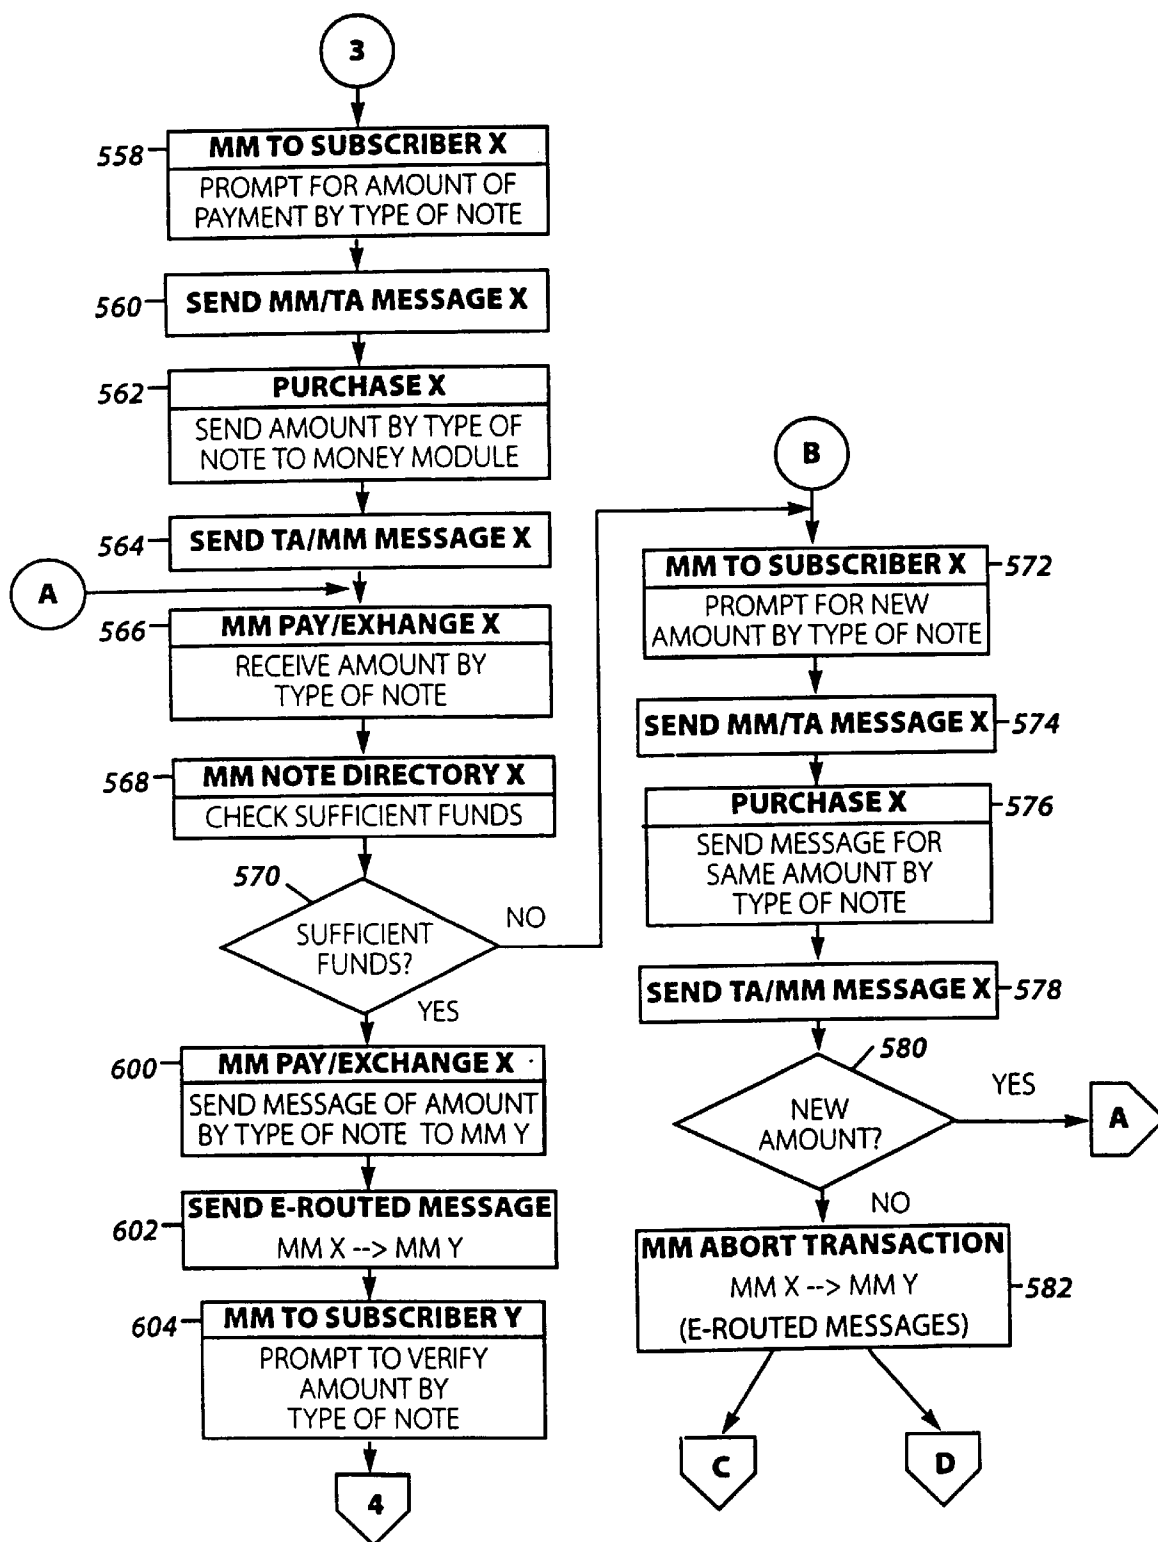 3
558
MM TO SUBSCRIBER X
PROMPT FOR AMOUNT OF
PAYMENT BY TYPE OF NOTE
560
SEND MM/TA MESSAGE X
562
PURCHASE X
SEND AMOUNT BY TYPE OF
NOTE TO MONEY MODULE
564
SEND TA/MM MESSAGE X
A
566
MM PAY/EXHANGE X
RECEIVE AMOUNT BY
TYPE OF NOTE
568
MM NOTE DIRECTORY X
CHECK SUFFICIENT FUNDS
570
SUFFICIENT
FUNDS?
NO
YES
600
MM PAY/EXCHANGE X
SEND MESSAGE OF AMOUNT
BY TYPE OF NOTE TO MM Y
602
SEND E-ROUTED MESSAGE
MM X --> MM Y
604
MM TO SUBSCRIBER Y
PROMPT TO VERIFY
AMOUNT BY
TYPE OF NOTE
4
B
MM TO SUBSCRIBER X
572
PROMPT FOR NEW
AMOUNT BY TYPE OF NOTE
SEND MM/TA MESSAGE X
574
PURCHASE X
576
SEND MESSAGE FOR
SAME AMOUNT BY
TYPE OF NOTE
SEND TA/MM MESSAGE X
578
580
NEW
AMOUNT?
YES
A
NO
MM ABORT TRANSACTION
MM X --> MM Y
(E-ROUTED MESSAGES)
582
C
D